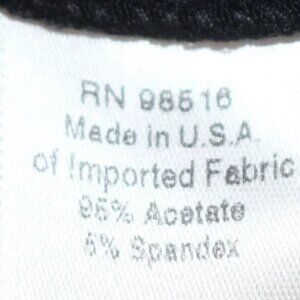 RN 98516
Made in U.S.A.
of Imported Fabric
95% Acetate
5% Spandex